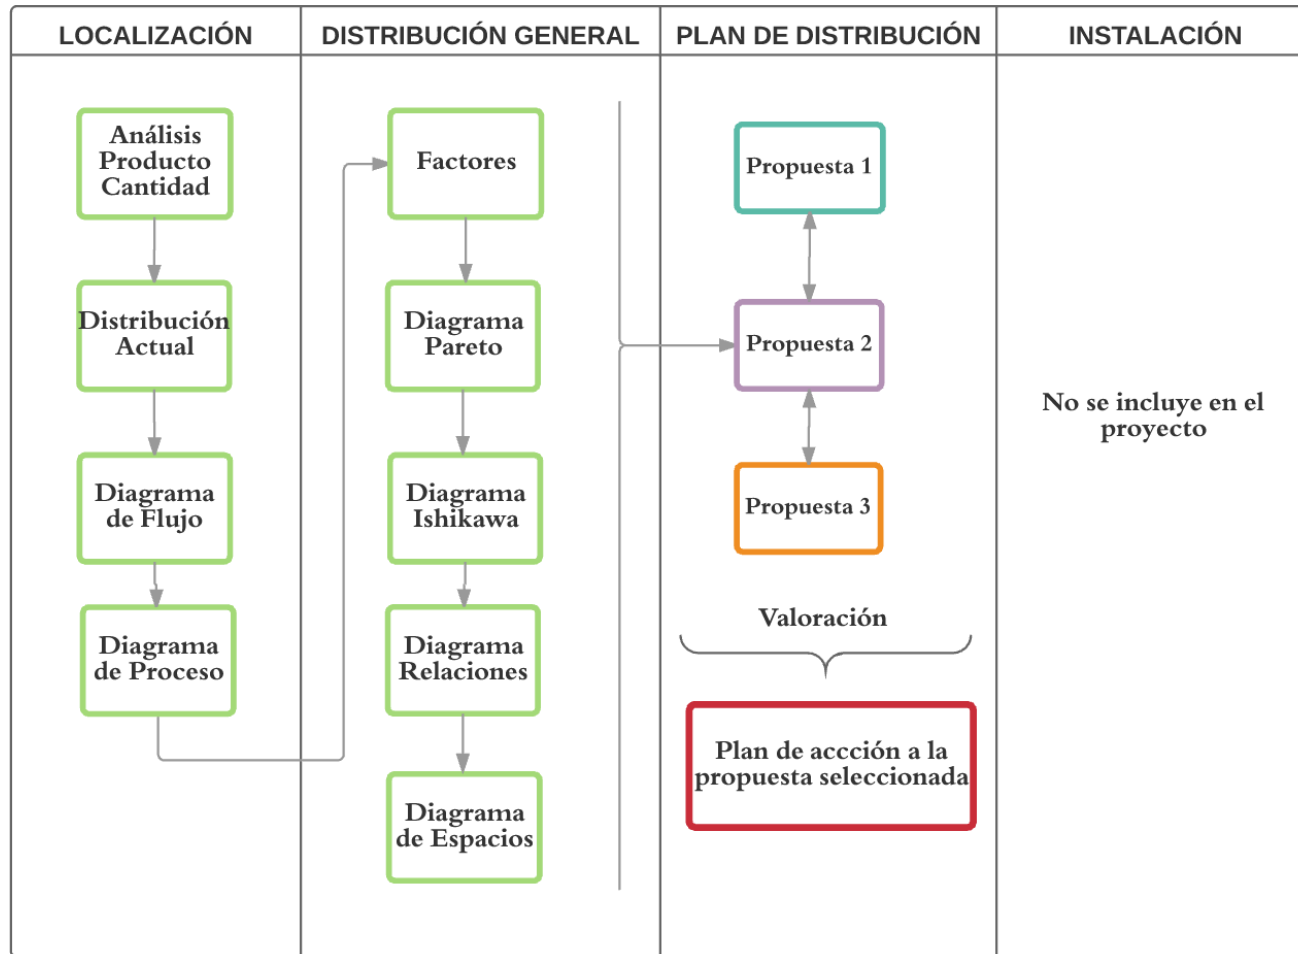 LOCALIZACIÓN
DISTRIBUCIÓN GENERAL
PLAN DE DISTRIBUCIÓN
INSTALACIÓN
Análisis
Producto
Cantidad
Distribución
Actual
Diagrama
de Flujo
Diagrama
de Proceso
Factores
Diagrama
Pareto
Diagrama
Ishikawa
Diagrama
Relaciones
Diagrama
de Espacios
Propuesta 1
Propuesta 2
Propuesta 3
Valoración
Plan de accción a la
propuesta seleccionada
No se incluye en el
proyecto